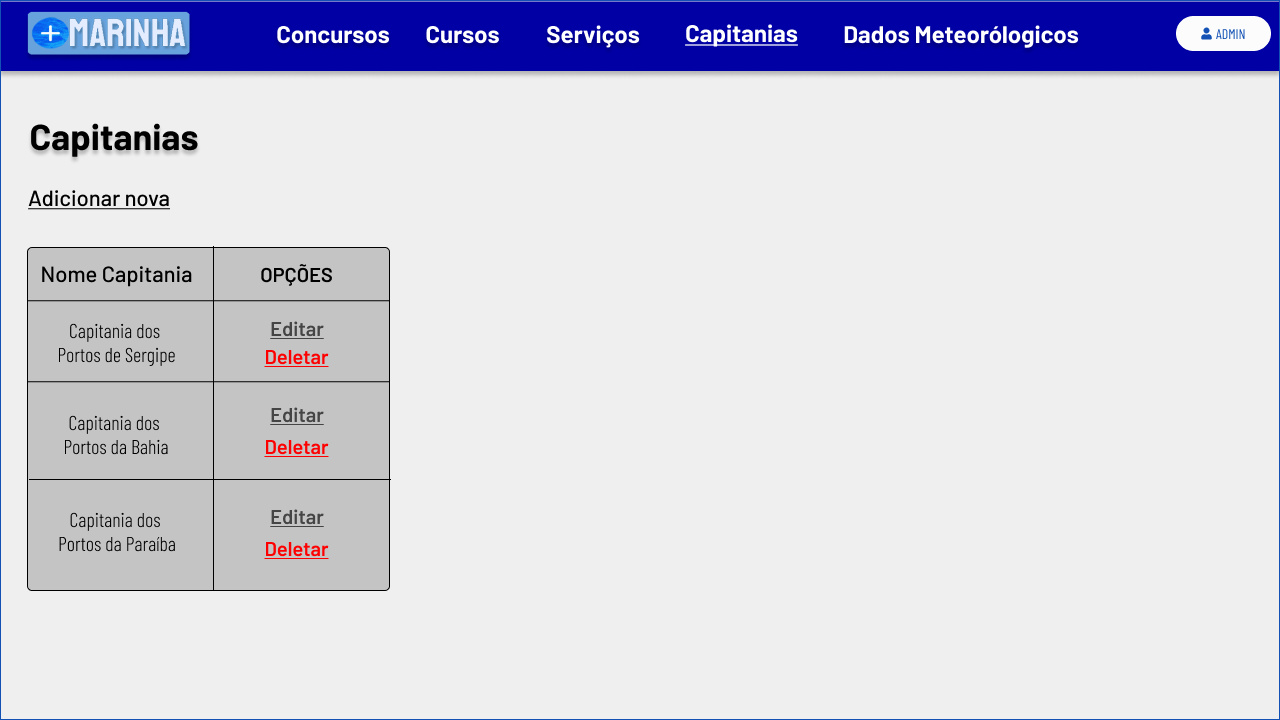 +MARINHA
Concursos Cursos Serviços Capitanias Dados Meteorólogicos ADMIN
Capitanias
Adicionar nova
Nome Capitania OPÇÕES
Capitania dos
Portos de Sergipe
Editar
Deletar
Capitania dos
Portos da Bahia
Editar
Deletar
Capitania dos
Portos da Paraíba
Editar
Deletar